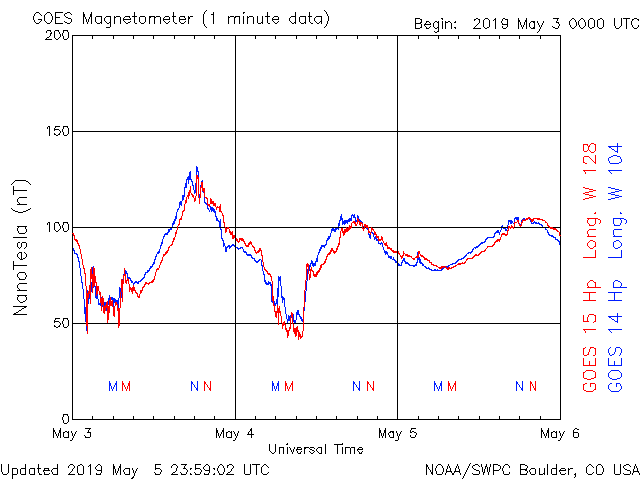 GOES Magnetometer (1 minute data)
Begin: 2019 May 3 0000 UTC
200
150
100
50
0
NanoTesla (nT)
M M N N M M N N M M N N
May 3 May 4 May 5 May 6
Universal Time
GOES 15 Hp Long. W 128
GOES 14 Hp Long. W 104
Updated 2019 May 5 23:59:02 UTC
NOAA/SWPC Boulder, CO USA